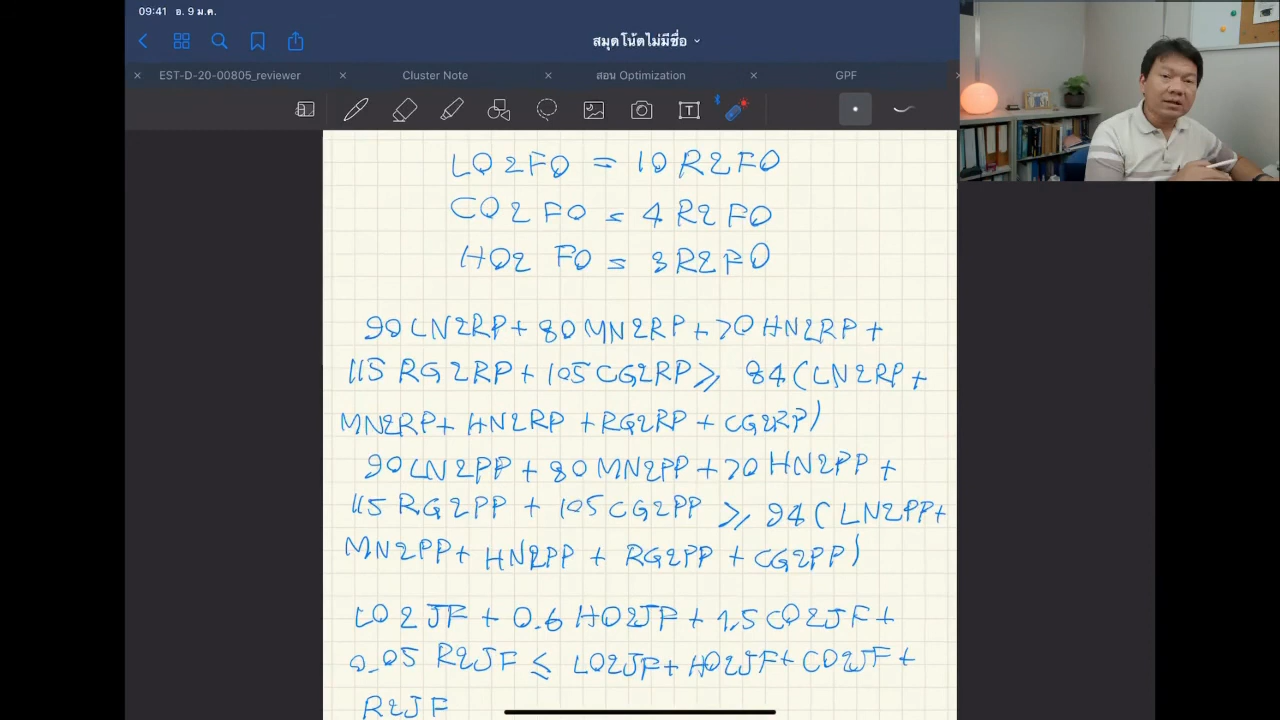 09:41 อ. 9 ม.ค.
สมุดโน้ตไม่มีชื่อ
EST-D-20-00805_reviewer
Cluster Note
สอน Optimization
GPF
LO2FO = 10R2FO
CO2FO = 4R2FO
HO2FO = 3R2FO
90LN2RP + 80MN2RP + 70HN2RP +
115RG2RP + 105CG2RP ≥ 84(LN2RP +
MN2RP + HN2RP + RG2RP + CG2RP)
90LN2PP + 80MN2PP + 70HN2PP +
115RG2PP + 105CG2PP ≥ 94(LN2PP +
MN2PP + HN2PP + RG2PP + CG2PP)
LO2JF + 0.6HO2JF + 1.5CO2JF +
0.05R2JF ≤ LO2JF + HO2JF + CO2JF +
R2JF